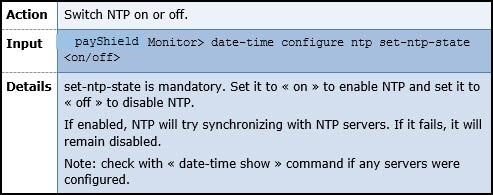 Action Switch NTP on or off.
Input payShield Monitor> date-time configure ntp set-ntp-state
<on/off>
Details set-ntp-state is mandatory. Set it to « on » to enable NTP and set it to
« off » to disable NTP.
If enabled, NTP will try synchronizing with NTP servers. If it fails, it will
remain disabled.
Note: check with « date-time show » command if any servers were
configured.